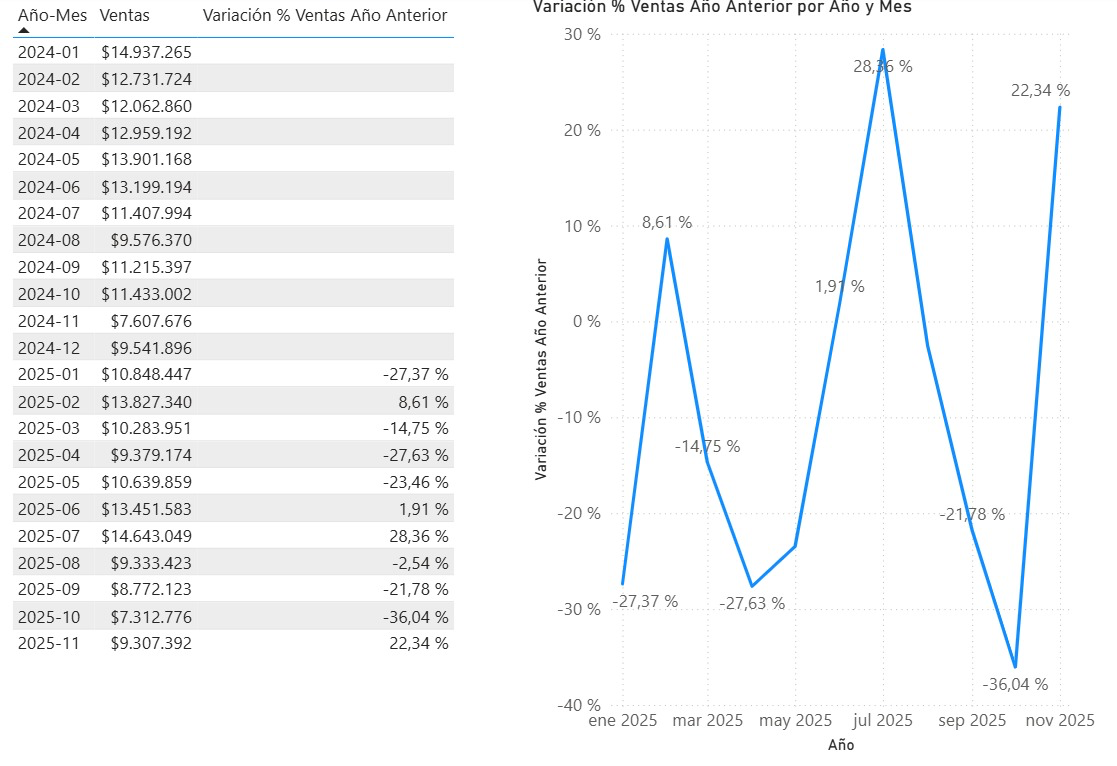 Año-Mes Ventas Variación % Ventas Año Anterior
2024-01 $14.937.265
2024-02 $12.731.724
2024-03 $12.062.860
2024-04 $12.959.192
2024-05 $13.901.168
2024-06 $13.199.194
2024-07 $11.407.994
2024-08 $9.576.370
2024-09 $11.215.397
2024-10 $11.433.002
2024-11 $7.607.676
2024-12 $9.541.896
2025-01 $10.848.447 -27,37 %
2025-02 $13.827.340 8,61 %
2025-03 $10.283.951 -14,75 %
2025-04 $9.379.174 -27,63 %
2025-05 $10.639.859 -23,46 %
2025-06 $13.451.583 1,91 %
2025-07 $14.643.049 28,36 %
2025-08 $9.333.423 -2,54 %
2025-09 $8.772.123 -21,78 %
2025-10 $7.312.776 -36,04 %
2025-11 $9.307.392 22,34 %
Variación % Ventas Año Anterior por Año y Mes
Variación % Ventas Año Anterior
30 %
20 %
10 %
0 %
-10 %
-20 %
-30 %
-40 %
-27,37 %
8,61 %
-14,75 %
-27,63 %
1,91 %
28,36 %
-21,78 %
-36,04 %
22,34 %
ene 2025 mar 2025 may 2025 jul 2025 sep 2025 nov 2025
Año